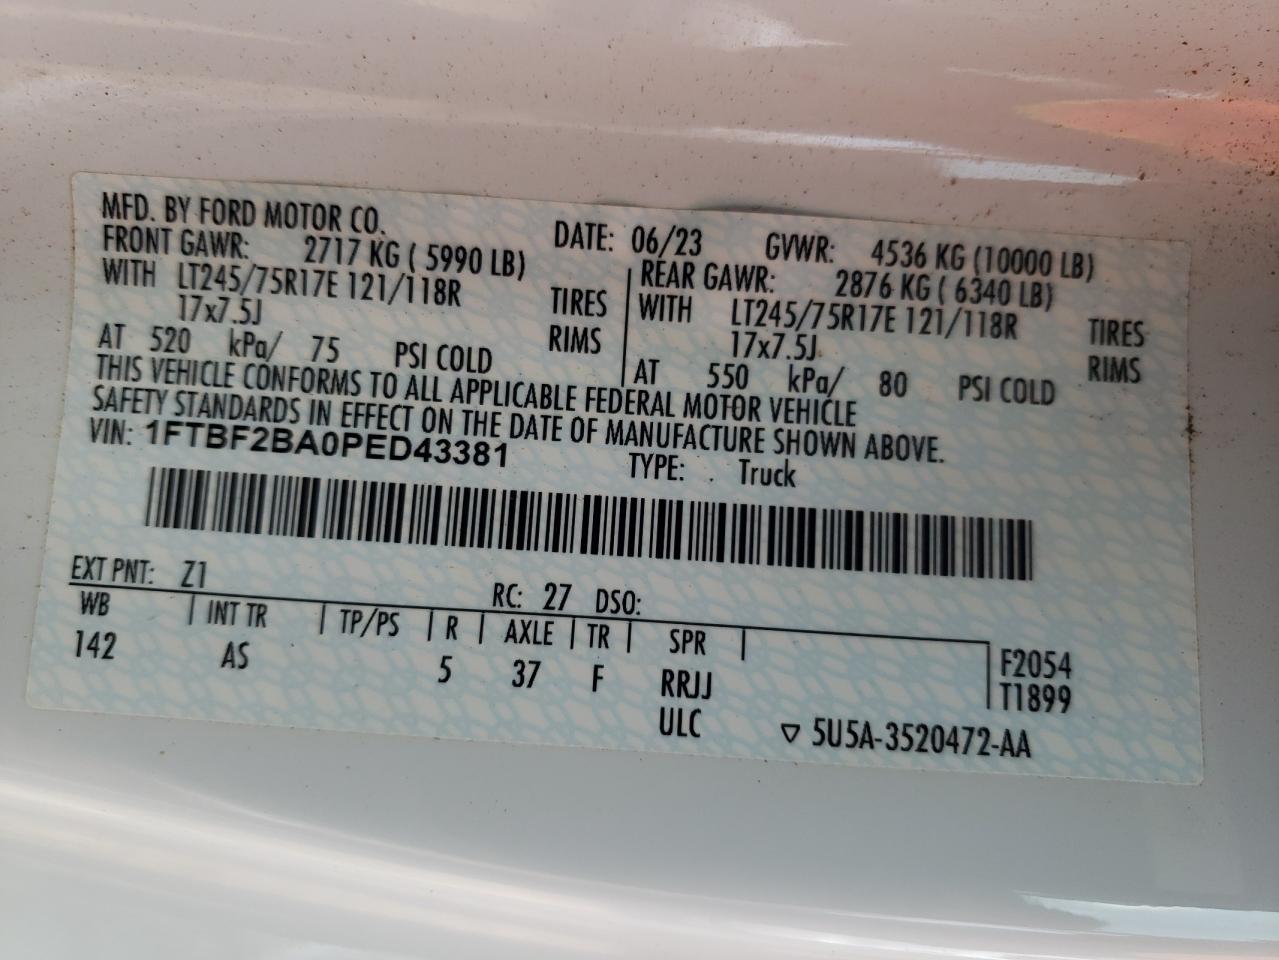 MFD. BY FORD MOTOR CO.
DATE: 06/23 GVWR: 4536 KG (10000 LB)
FRONT GAWR: 2717 KG ( 5990 LB)
WITH LT245/75R17E 121/118R TIRES
17x7.5J RIMS
AT 520 kPa/ 75 PSI COLD
REAR GAWR: 2876 KG ( 6340 LB)
WITH LT245/75R17E 121/118R TIRES
17x7.5J RIMS
AT 550 kPa/ 80 PSI COLD
THIS VEHICLE CONFORMS TO ALL APPLICABLE FEDERAL MOTOR VEHICLE
SAFETY STANDARDS IN EFFECT ON THE DATE OF MANUFACTURE SHOWN ABOVE.
VIN: 1FTBF2BA0PED43381 TYPE: Truck
EXT PNT: Z1 RC: 27 DSO:
WB INT TR TP/PS R AXLE TR SPR
142 AS 5 37 F RRJJ
ULC
F2054
T1899
5U5A-3520472-AA